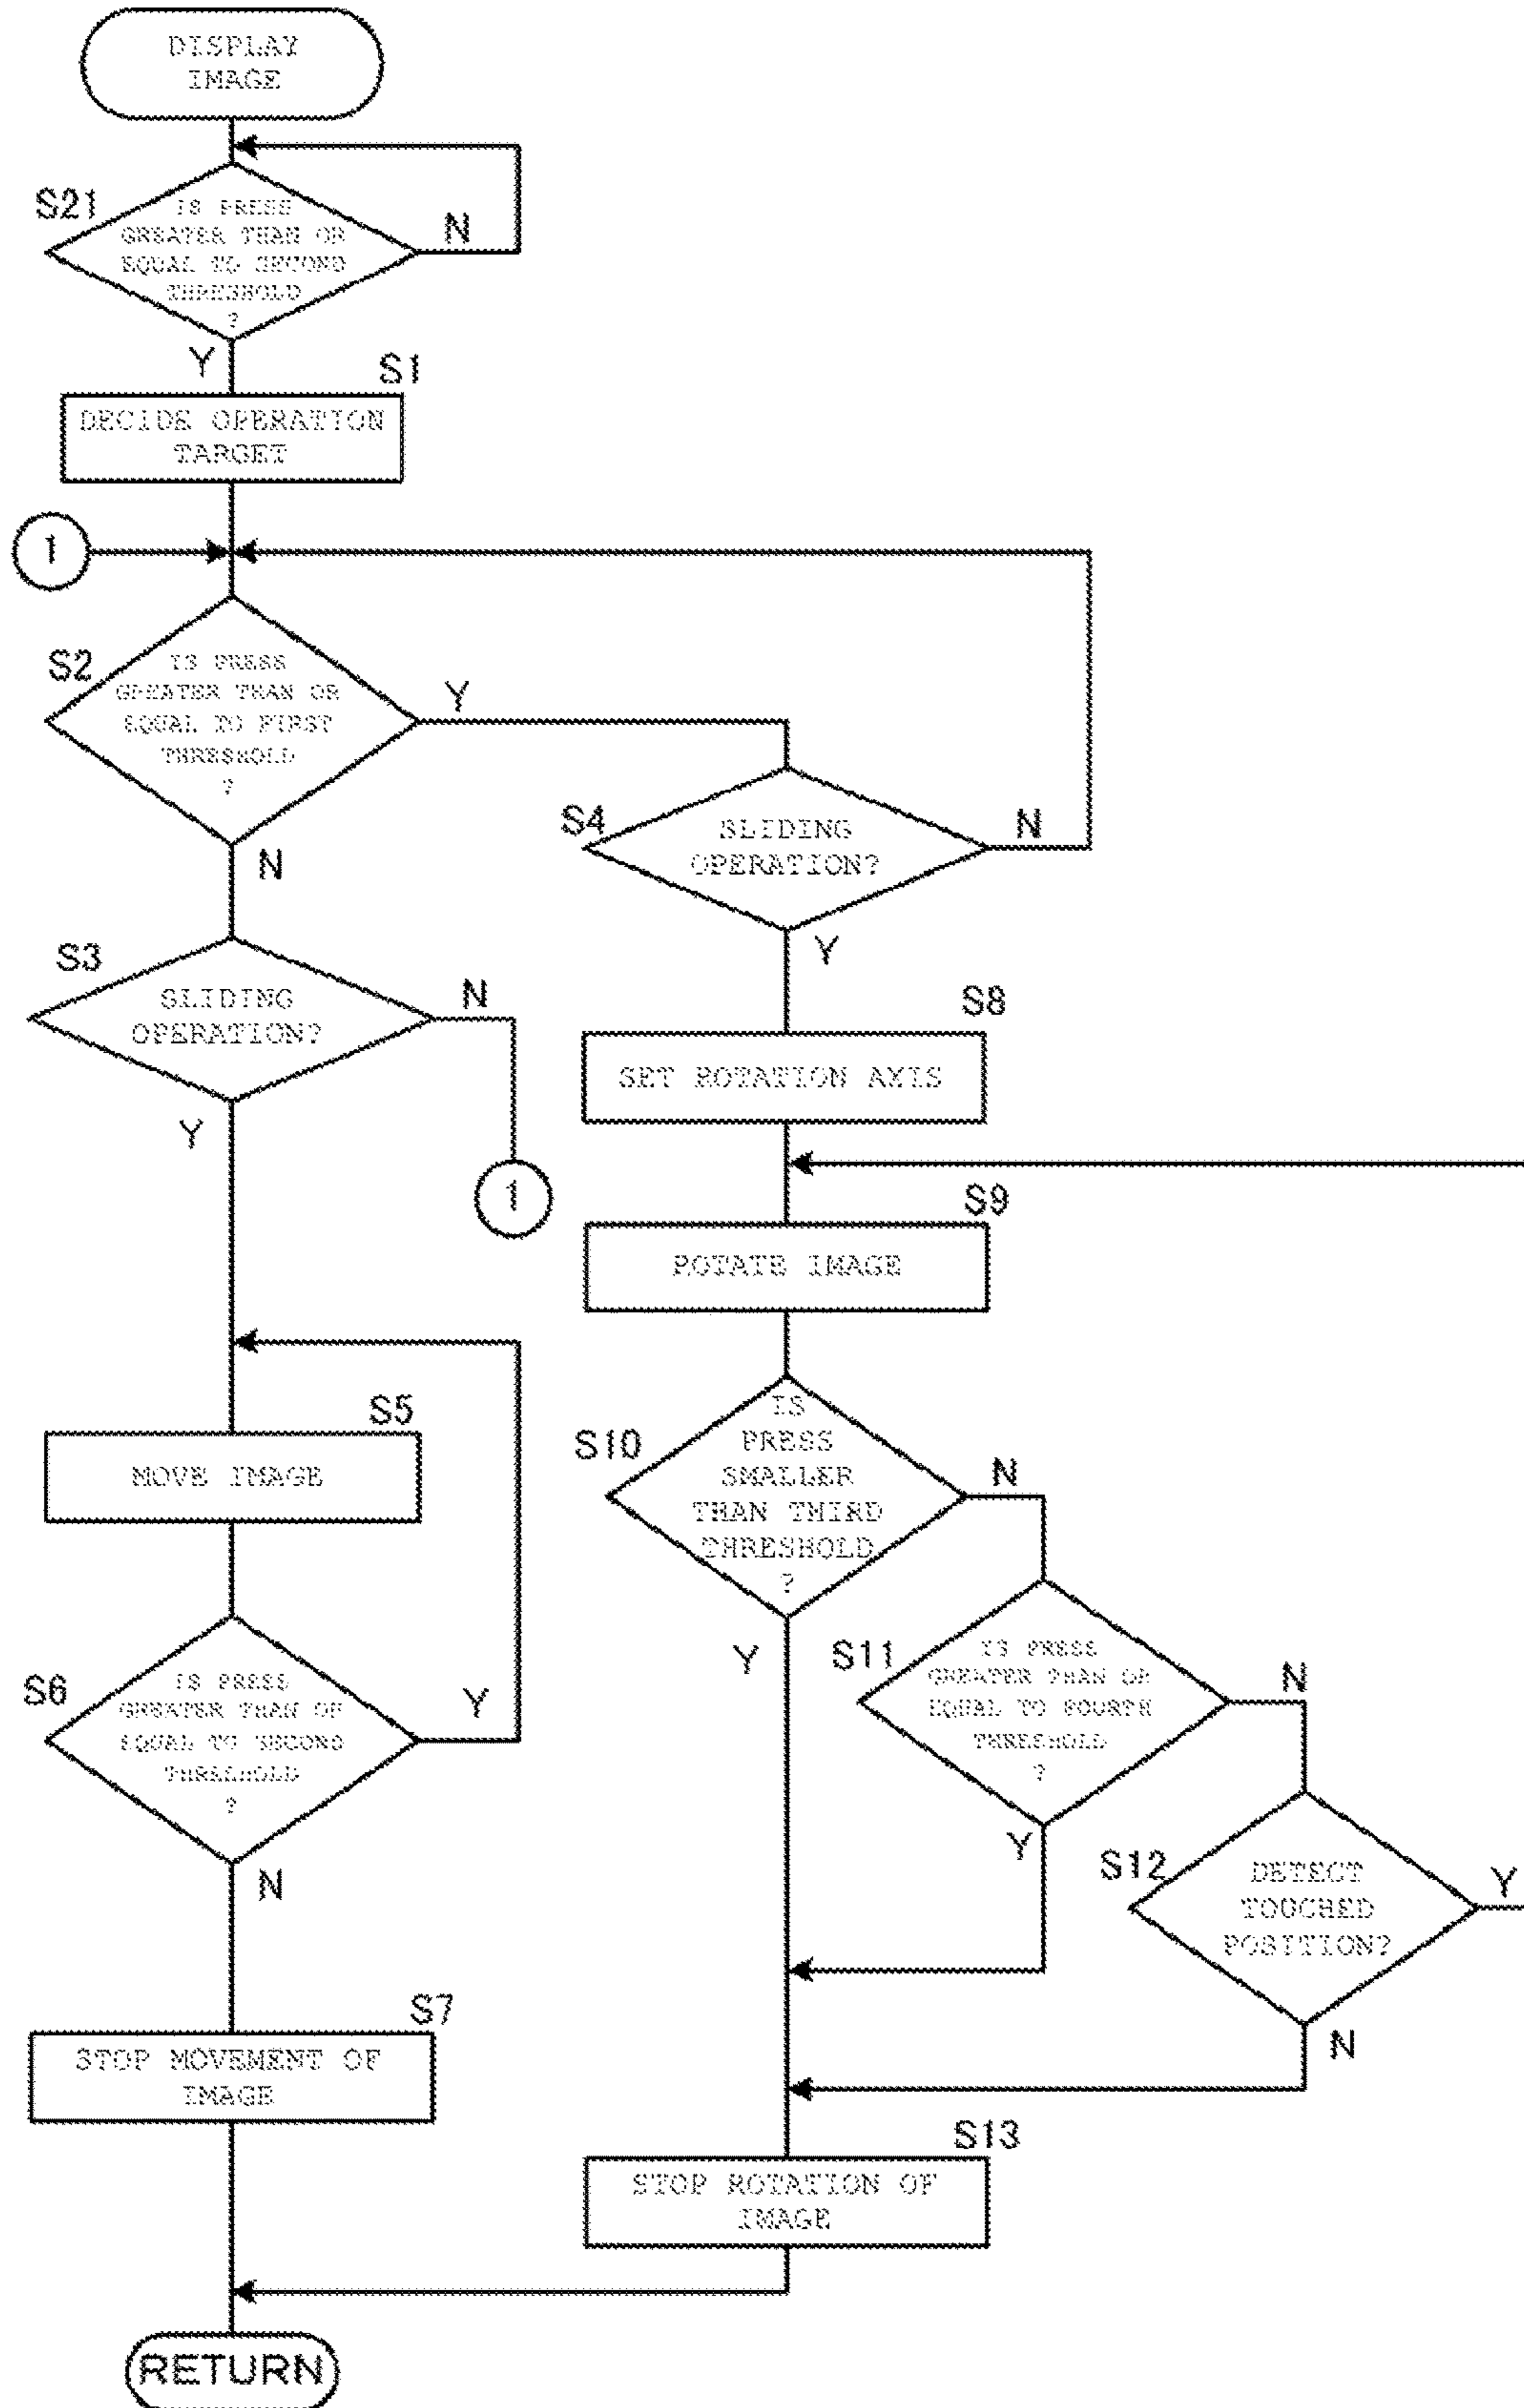 DISPLAY
IMAGE
S21
IS PRESS
GREATER THAN OR
EQUAL TO SECOND
THRESHOLD
?
N
Y
S1
DECIDE OPERATION
TARGET
1
S2
IS PRESS
GREATER THAN OR
EQUAL TO FIRST
THRESHOLD
?
Y
N
S4
SLIDING
OPERATION?
N
Y
S3
SLIDING
OPERATION?
N
Y
1
S8
SET ROTATION AXIS
S9
ROTATE IMAGE
S5
MOVE IMAGE
S10
IS
PRESS
SMALLER
THAN THIRD
THRESHOLD
?
N
Y
S6
IS PRESS
GREATER THAN OR
EQUAL TO SECOND
THRESHOLD
?
Y
N
S11
IS PRESS
GREATER THAN OR
EQUAL TO FOURTH
THRESHOLD
?
N
Y
S12
DETECT
TOUCHED
POSITION?
Y
N
S7
STOP MOVEMENT OF
IMAGE
S13
STOP ROTATION OF
IMAGE
RETURN